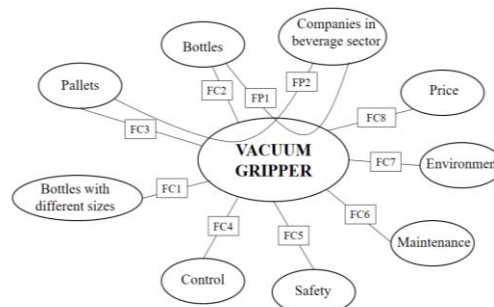 Companies in
beverage sector
Bottles
Pallets
FC2
FP1
FP2
Price
FC8
FC3
VACUUM
GRIPPER
FC7
Environment
Bottles with
different sizes
FC1
FC6
FC4
FC5
Maintenance
Control
Safety